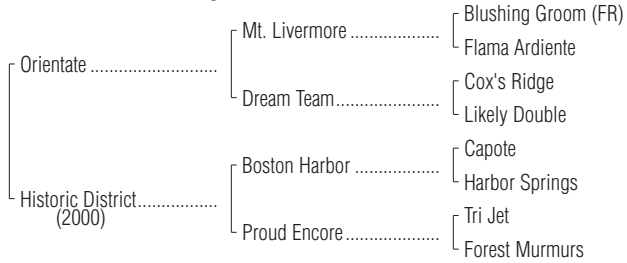 Blushing Groom (FR)
Mt. Livermore ....................
Flama Ardiente
Orientate .............................
Cox's Ridge
Dream Team.......................
Likely Double
Capote
Boston Harbor ...................
Harbor Springs
Historic District..................
(2000)
Tri Jet
Proud Encore.....................
Forest Murmurs